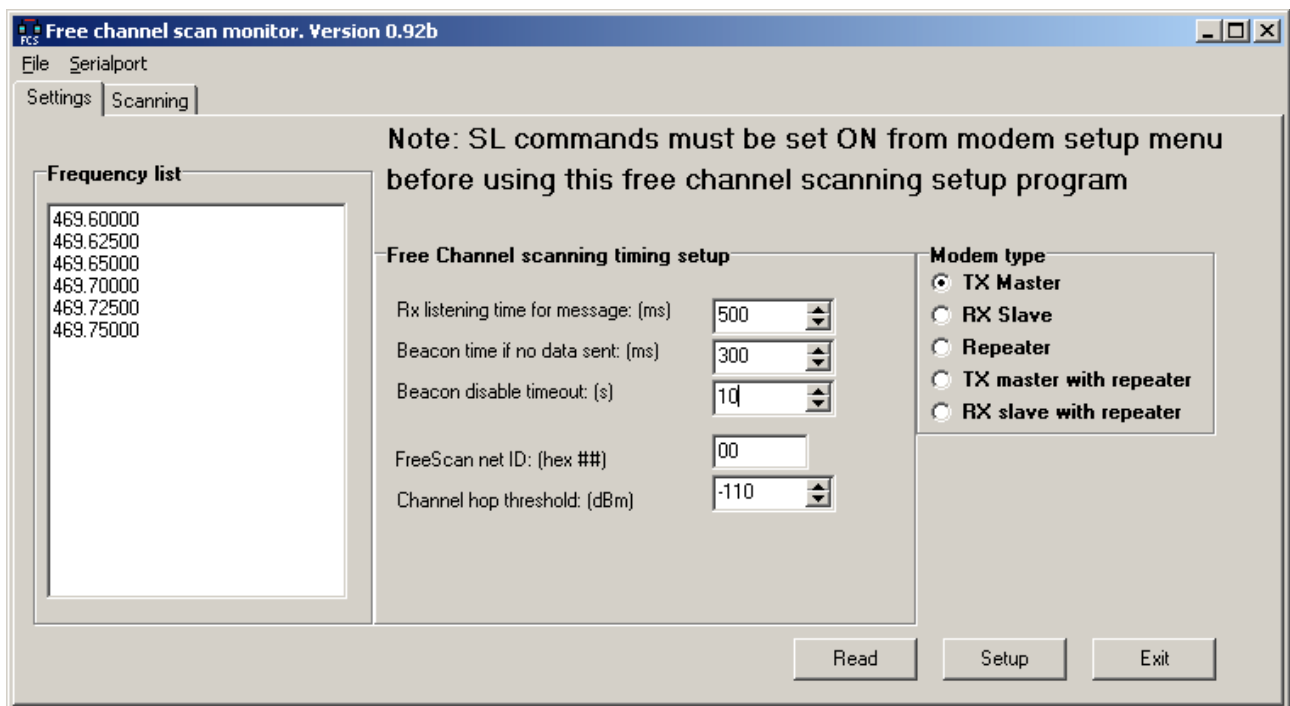 FCS
Free channel scan monitor. Version 0.92b
File Serialport
Settings Scanning
Note: SL commands must be set ON from modem setup menu
before using this free channel scanning setup program
Frequency list
469.60000
469.62500
469.65000
469.70000
469.72500
469.75000
Free Channel scanning timing setup
Rx listening time for message: (ms) 500
Beacon time if no data sent: (ms) 300
Beacon disable timeout: (s) 10
FreeScan net ID: (hex ##) 00
Channel hop threshold: (dBm) -110
Modem type
TX Master
RX Slave
Repeater
TX master with repeater
RX slave with repeater
Read Setup Exit